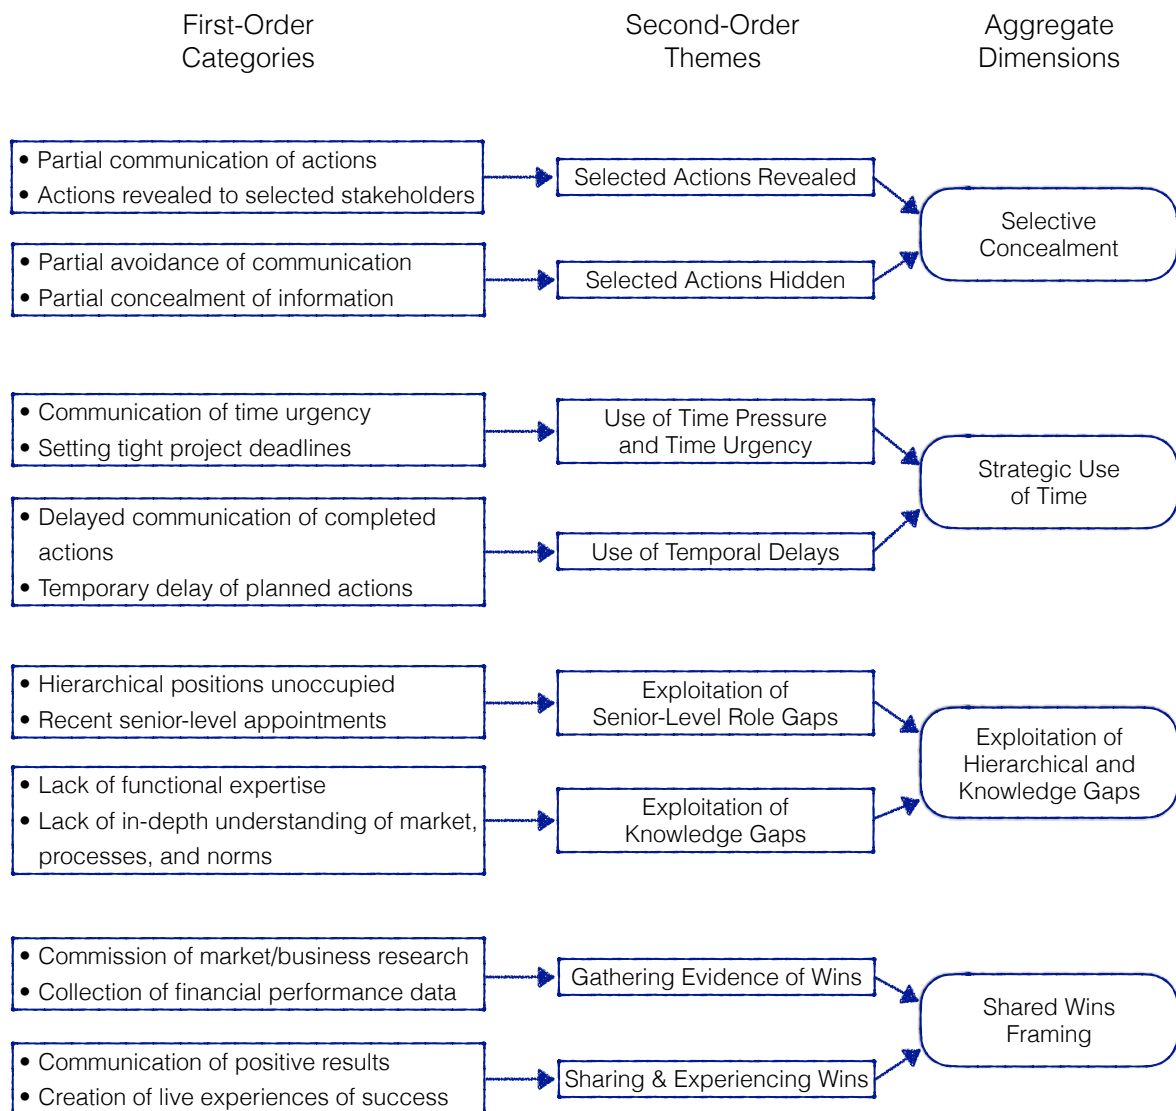 First-Order
Categories
Second-Order
Themes
Aggregate
Dimensions
• Partial communication of actions
• Actions revealed to selected stakeholders
Selected Actions Revealed
• Partial avoidance of communication
• Partial concealment of information
Selected Actions Hidden
Selective
Concealment
• Communication of time urgency
• Setting tight project deadlines
Use of Time Pressure
and Time Urgency
• Delayed communication of completed
actions
• Temporary delay of planned actions
Use of Temporal Delays
Strategic Use
of Time
• Hierarchical positions unoccupied
• Recent senior-level appointments
Exploitation of
Senior-Level Role Gaps
• Lack of functional expertise
• Lack of in-depth understanding of market,
processes, and norms
Exploitation of
Knowledge Gaps
Exploitation of
Hierarchical and
Knowledge Gaps
• Commission of market/business research
• Collection of financial performance data
Gathering Evidence of Wins
• Communication of positive results
• Creation of live experiences of success
Sharing & Experiencing Wins
Shared Wins
Framing